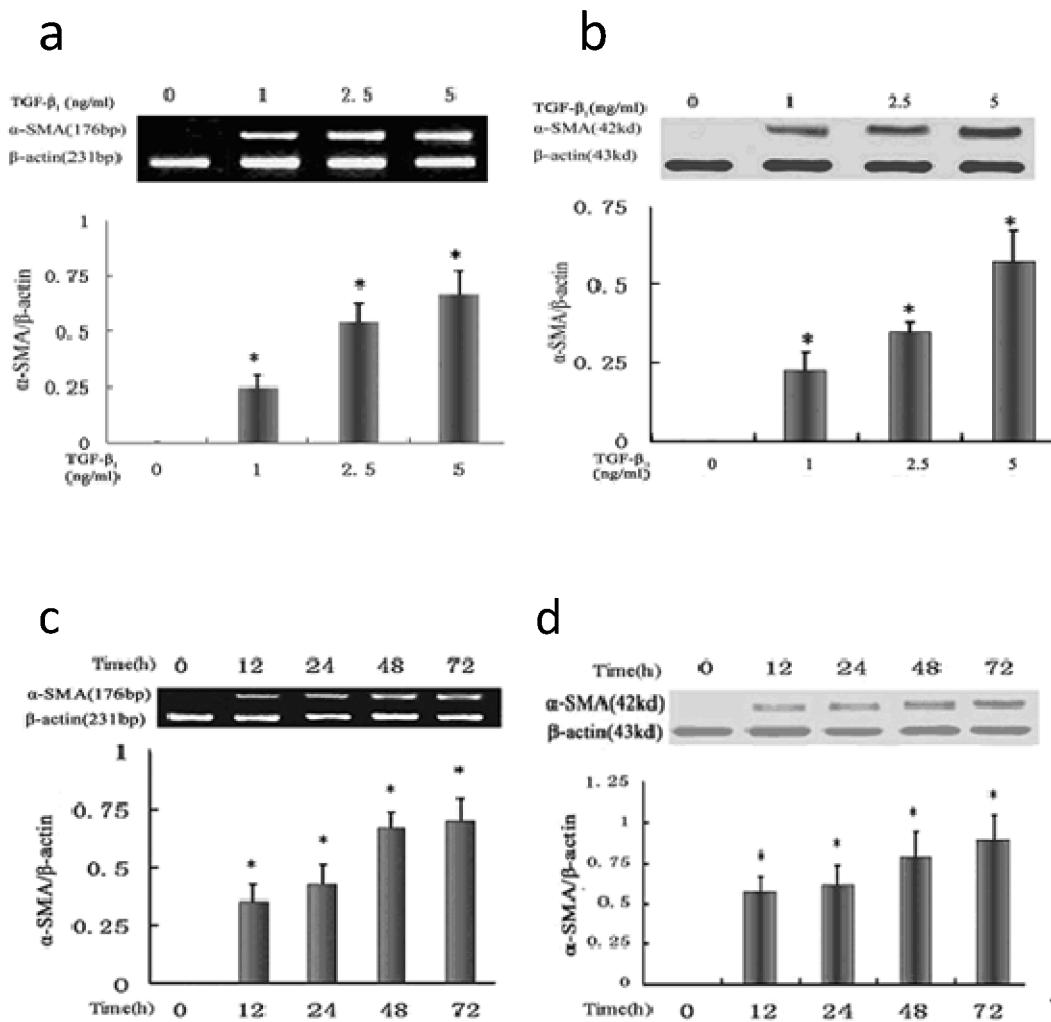 a
TGF-β1 (ng/ml) 0 1 2.5 5
α-SMA(176bp)
β-actin(231bp)
1
0.75
0.5
0.25
0
α-SMA/β-actin
* * *
TGF-β1 0 1 2.5 5
(ng/ml)
b
TGF-β1(ng/ml) 0 1 2.5 5
α-SMA(42kd)
β-actin(43kd)
0.75
0.5
0.25
0
α-SMA/β-actin
* * *
TGF-β1 0 1 2.5 5
(ng/ml)
c
Time(h) 0 12 24 48 72
α-SMA(176bp)
β-actin(231bp)
1
0.75
0.5
0.25
0
α-SMA/β-actin
* * * *
Time(h) 0 12 24 48 72
d
Time(h) 0 12 24 48 72
α-SMA(42kd)
β-actin(43kd)
1.25
1
0.75
0.5
0.25
0
α-SMA/β-actin
* * * *
Time(h) 0 12 24 48 72